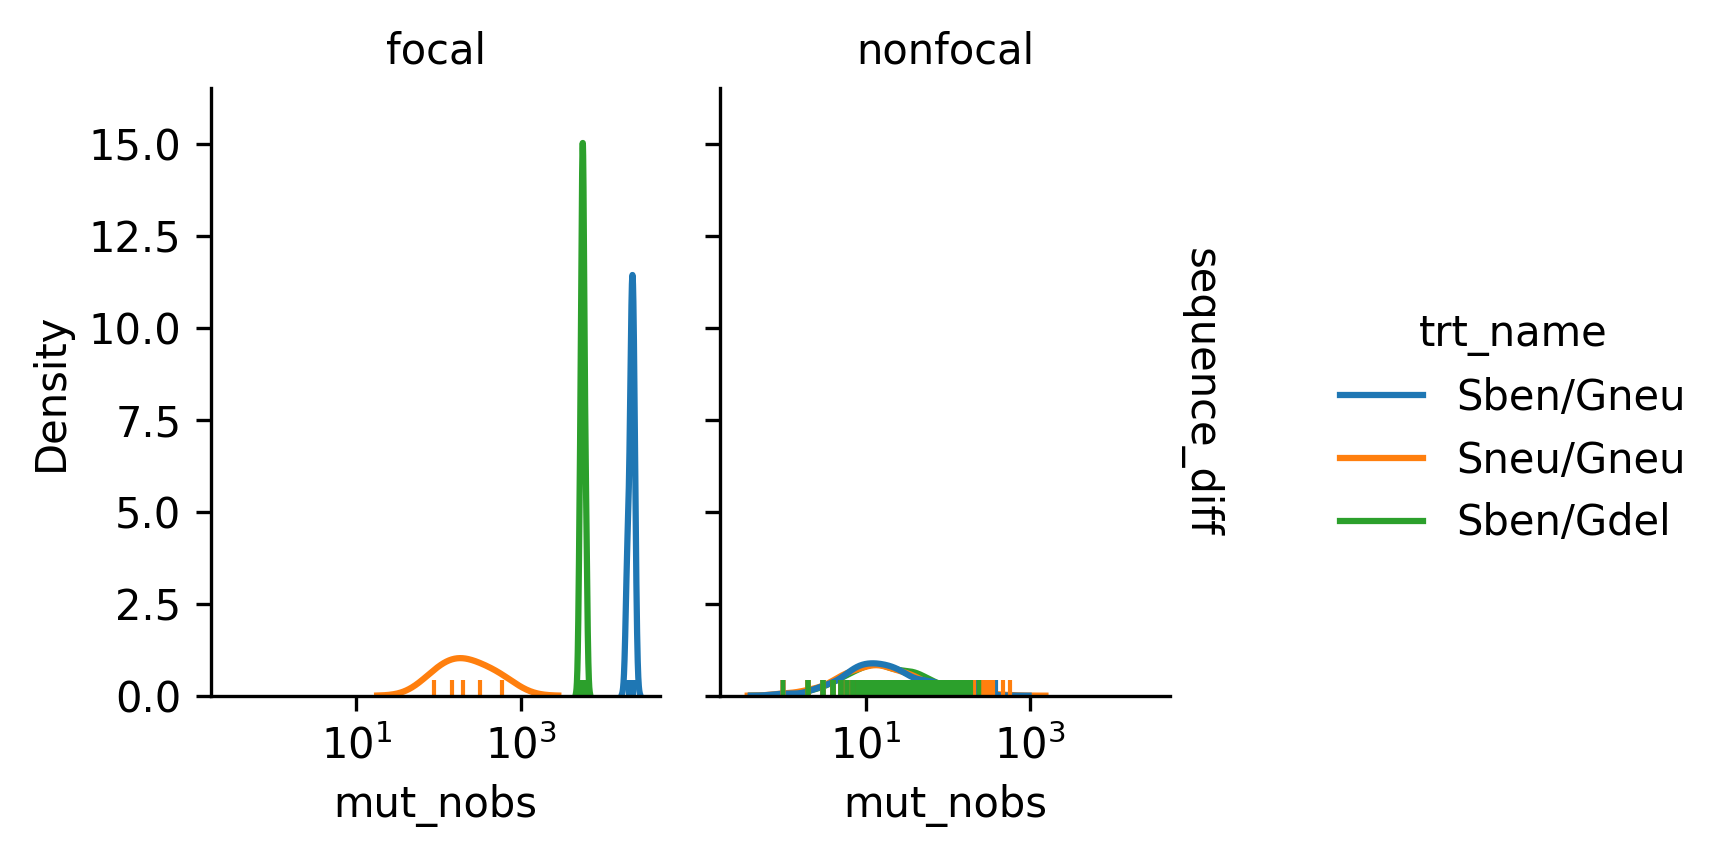 focal
nonfocal
Density
15.0
12.5
10.0
7.5
5.0
2.5
0.0
10¹
10³
10¹
10³
mut_nobs
mut_nobs
sequence_diff
trt_name
Sben/Gneu
Sneu/Gneu
Sben/Gdel